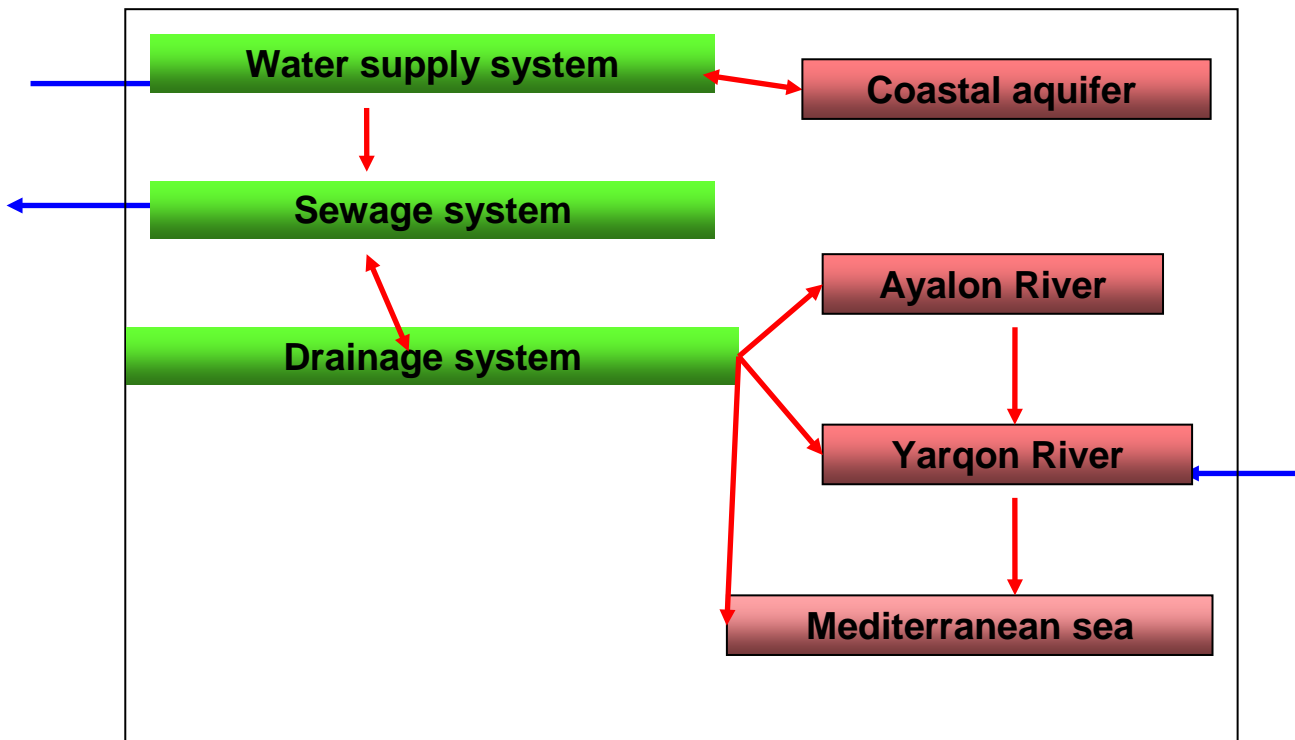 Water supply system
Coastal aquifer
Sewage system
Ayalon River
Drainage system
Yarqon River
Mediterranean sea